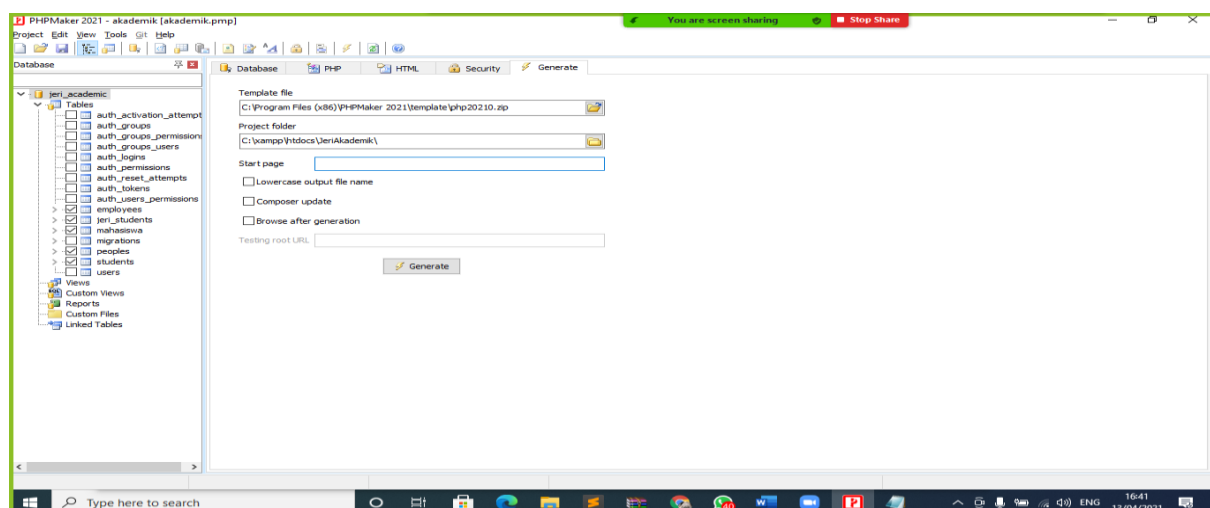 PHPMaker 2021 - akademik [akademik.pmp]
You are screen sharing
Stop Share
Project Edit View Tools Git Help
Database
Database PHP HTML Security Generate
jeri_academic
Tables
auth_activation_attempt
auth_groups
auth_groups_permission
auth_groups_users
auth_logins
auth_permissions
auth_reset_attempts
auth_tokens
auth_users_permissions
employees
jeri_students
mahasiswa
migrations
peoples
students
users
Views
Custom Views
Reports
Custom Files
Linked Tables
Template file
C:\Program Files (x86)\PHPMaker 2021\template\php20210.zip
Project folder
C:\xampp\htdocs\JeriAkademik\
Start page
Lowercase output file name
Composer update
Browse after generation
Testing root URL
Generate
Type here to search
ENG
16:41
13/04/2021